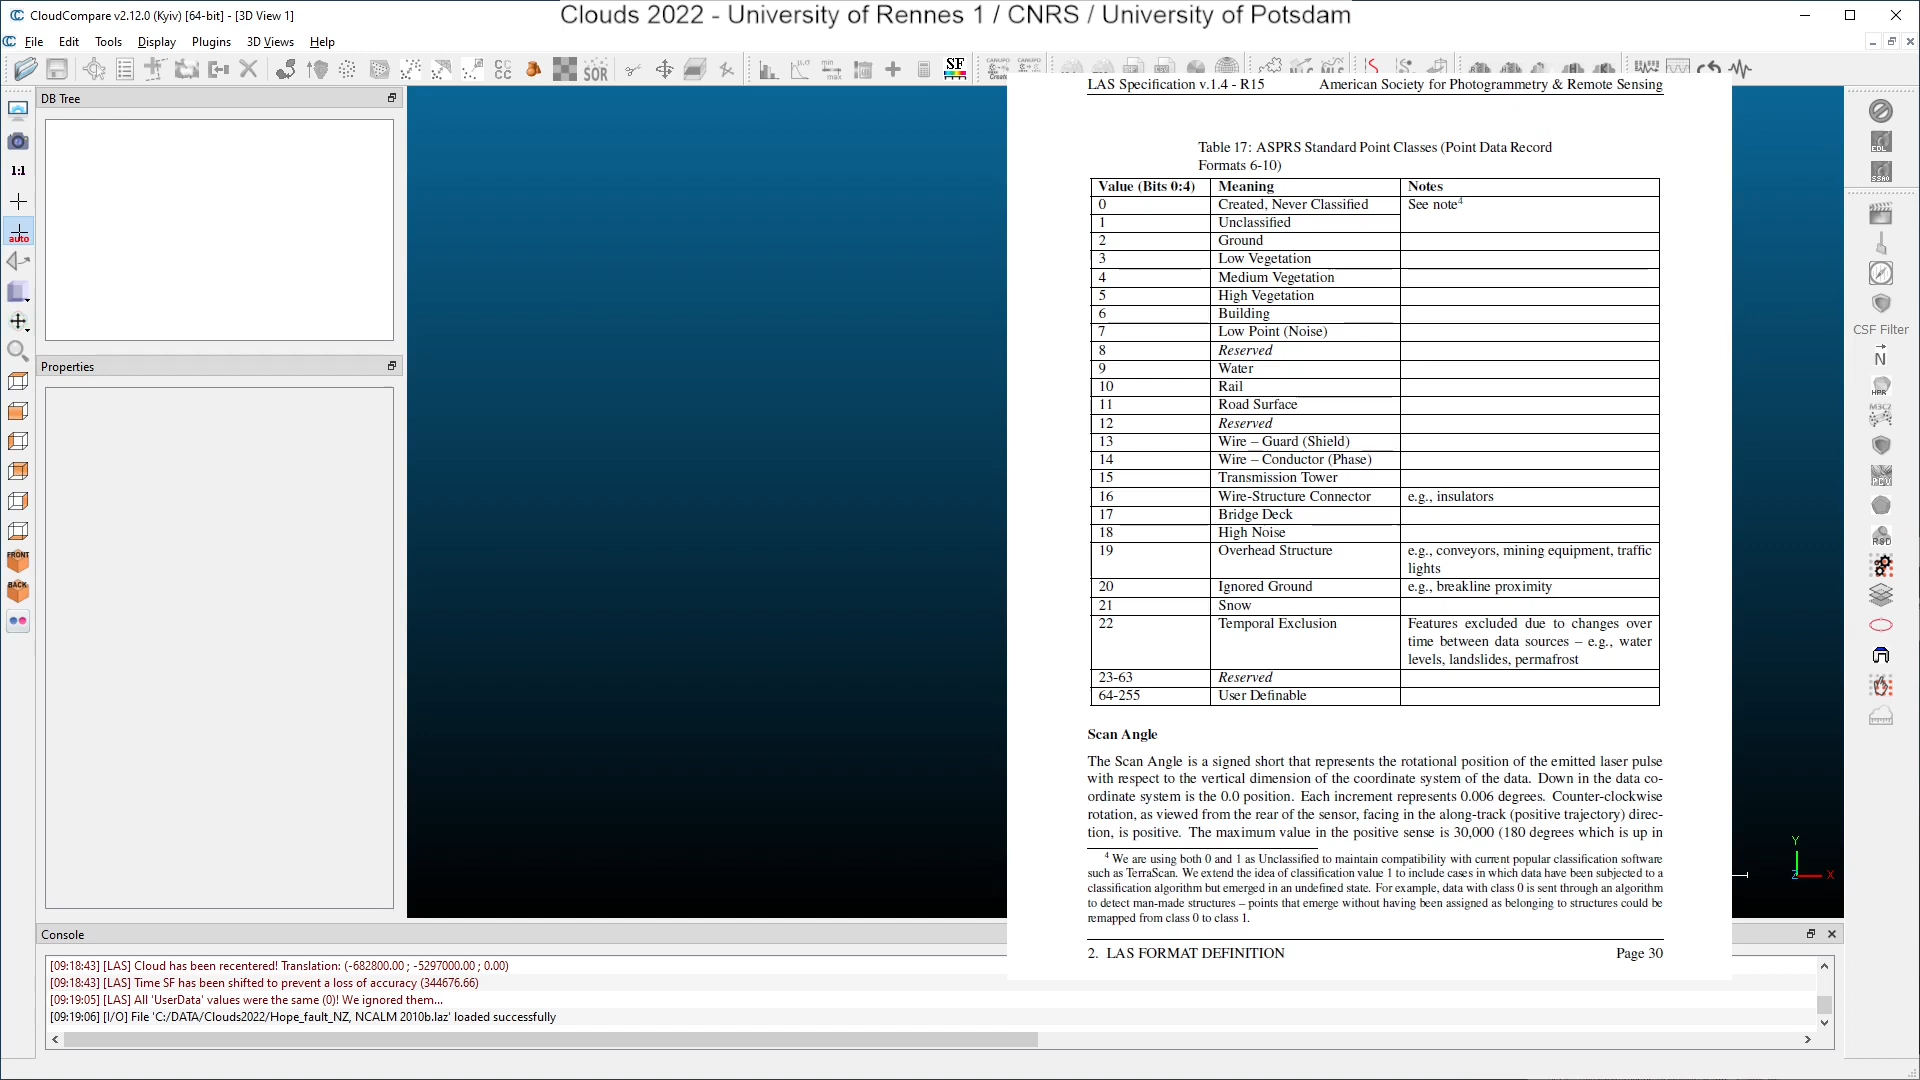 CloudCompare v2.12.0 (Kyiv) [64-bit] - [3D View 1]
Clouds 2022 - University of Rennes 1 / CNRS / University of Potsdam
File Edit Tools Display Plugins 3D Views Help
SOR
SF
DB Tree
1:1
auto
Properties
FRONT
BACK
EDL
SSAO
CSF Filter
N
HPR
M3C2
PCV
RSD
LAS Specification v.1.4 - R15 American Society for Photogrammetry & Remote Sensing
Table 17: ASPRS Standard Point Classes (Point Data Record
Formats 6-10)
Value (Bits 0:4) Meaning Notes
0 Created, Never Classified See note4
1 Unclassified
2 Ground
3 Low Vegetation
4 Medium Vegetation
5 High Vegetation
6 Building
7 Low Point (Noise)
8 Reserved
9 Water
10 Rail
11 Road Surface
12 Reserved
13 Wire – Guard (Shield)
14 Wire – Conductor (Phase)
15 Transmission Tower
16 Wire-Structure Connector e.g., insulators
17 Bridge Deck
18 High Noise
19 Overhead Structure e.g., conveyors, mining equipment, traffic
lights
20 Ignored Ground e.g., breakline proximity
21 Snow
22 Temporal Exclusion Features excluded due to changes over
time between data sources – e.g., water
levels, landslides, permafrost
23-63 Reserved
64-255 User Definable
Scan Angle
The Scan Angle is a signed short that represents the rotational position of the emitted laser pulse
with respect to the vertical dimension of the coordinate system of the data. Down in the data co-
ordinate system is the 0.0 position. Each increment represents 0.006 degrees. Counter-clockwise
rotation, as viewed from the rear of the sensor, facing in the along-track (positive trajectory) direc-
tion, is positive. The maximum value in the positive sense is 30,000 (180 degrees which is up in
4 We are using both 0 and 1 as Unclassified to maintain compatibility with current popular classification software
such as TerraScan. We extend the idea of classification value 1 to include cases in which data have been subjected to a
classification algorithm but emerged in an undefined state. For example, data with class 0 is sent through an algorithm
to detect man-made structures – points that emerge without having been assigned as belonging to structures could be
remapped from class 0 to class 1.
2. LAS FORMAT DEFINITION Page 30
Y
Z X
Console
[09:18:43] [LAS] Cloud has been recentered! Translation: (-682800.00 ; -5297000.00 ; 0.00)
[09:18:43] [LAS] Time SF has been shifted to prevent a loss of accuracy (344676.66)
[09:19:05] [LAS] All 'UserData' values were the same (0)! We ignored them...
[09:19:06] [I/O] File 'C:/DATA/Clouds2022/Hope_fault_NZ, NCALM 2010b.laz' loaded successfully